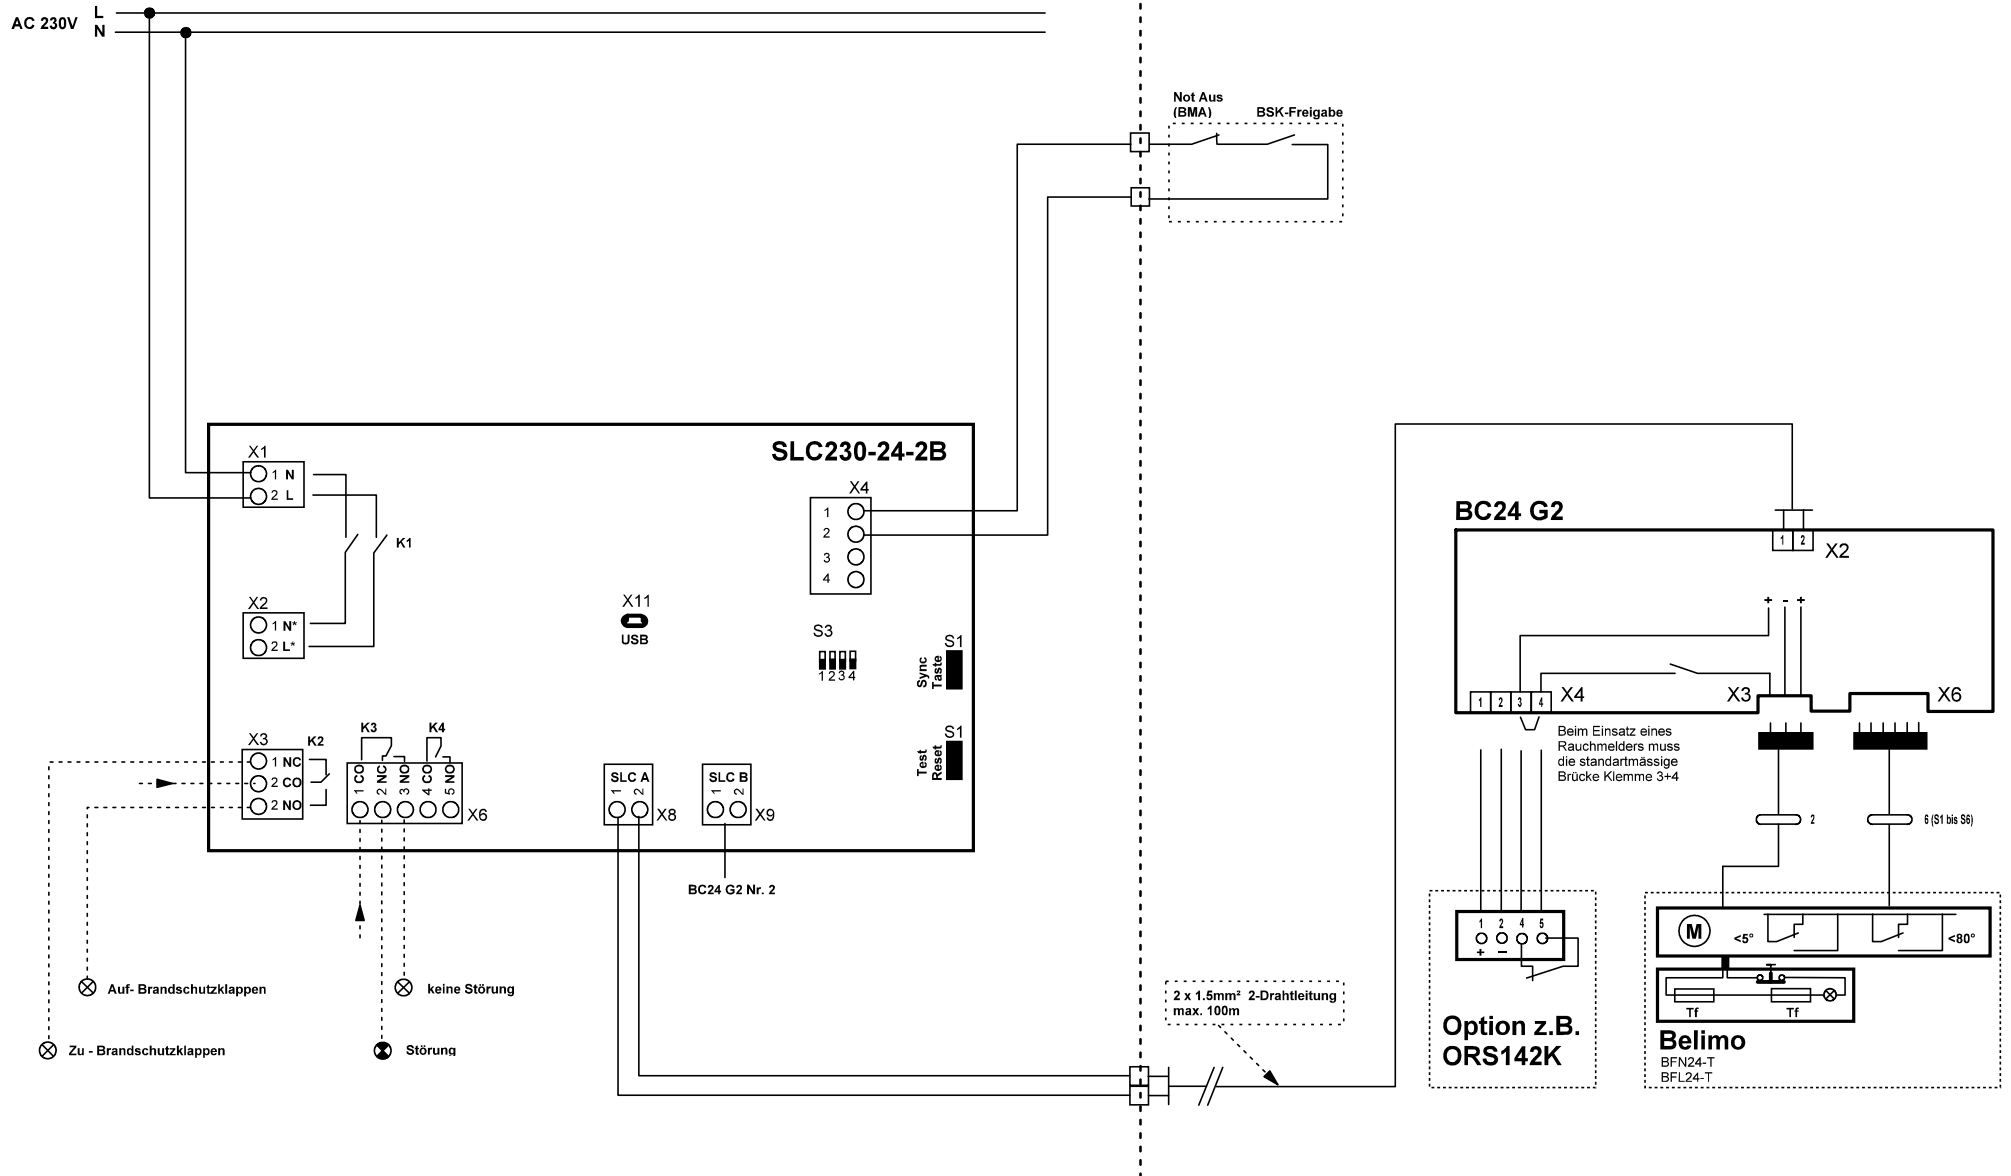 AC 230V
L
N
Not Aus
(BMA)
BSK-Freigabe
SLC230-24-2B
X1
1 N
2 L
K1
X2
1 N*
2 L*
X4
1
2
3
4
X11
USB
S3
1 2 3 4
S1
Sync
Taste
S1
Test
Reset
X3
K2
1 NC
2 CO
2 NO
K3
K4
1 CO
2 NC
3 NO
4 CO
5 NO
X6
SLC A
1 2
X8
SLC B
1 2
X9
BC24 G2 Nr. 2
Auf- Brandschutzklappen
keine Störung
Zu - Brandschutzklappen
Störung
2 x 1.5mm² 2-Drahtleitung
max. 100m
BC24 G2
1 2
X2
+ - +
1 2 3 4
X4
X3
X6
Beim Einsatz eines
Rauchmelders muss
die standartmässige
Brücke Klemme 3+4
2
6 (S1 bis S6)
1 2 4 5
+ –
Option z.B.
ORS142K
M
<5°
<80°
Tf
Tf
Belimo
BFN24-T
BFL24-T